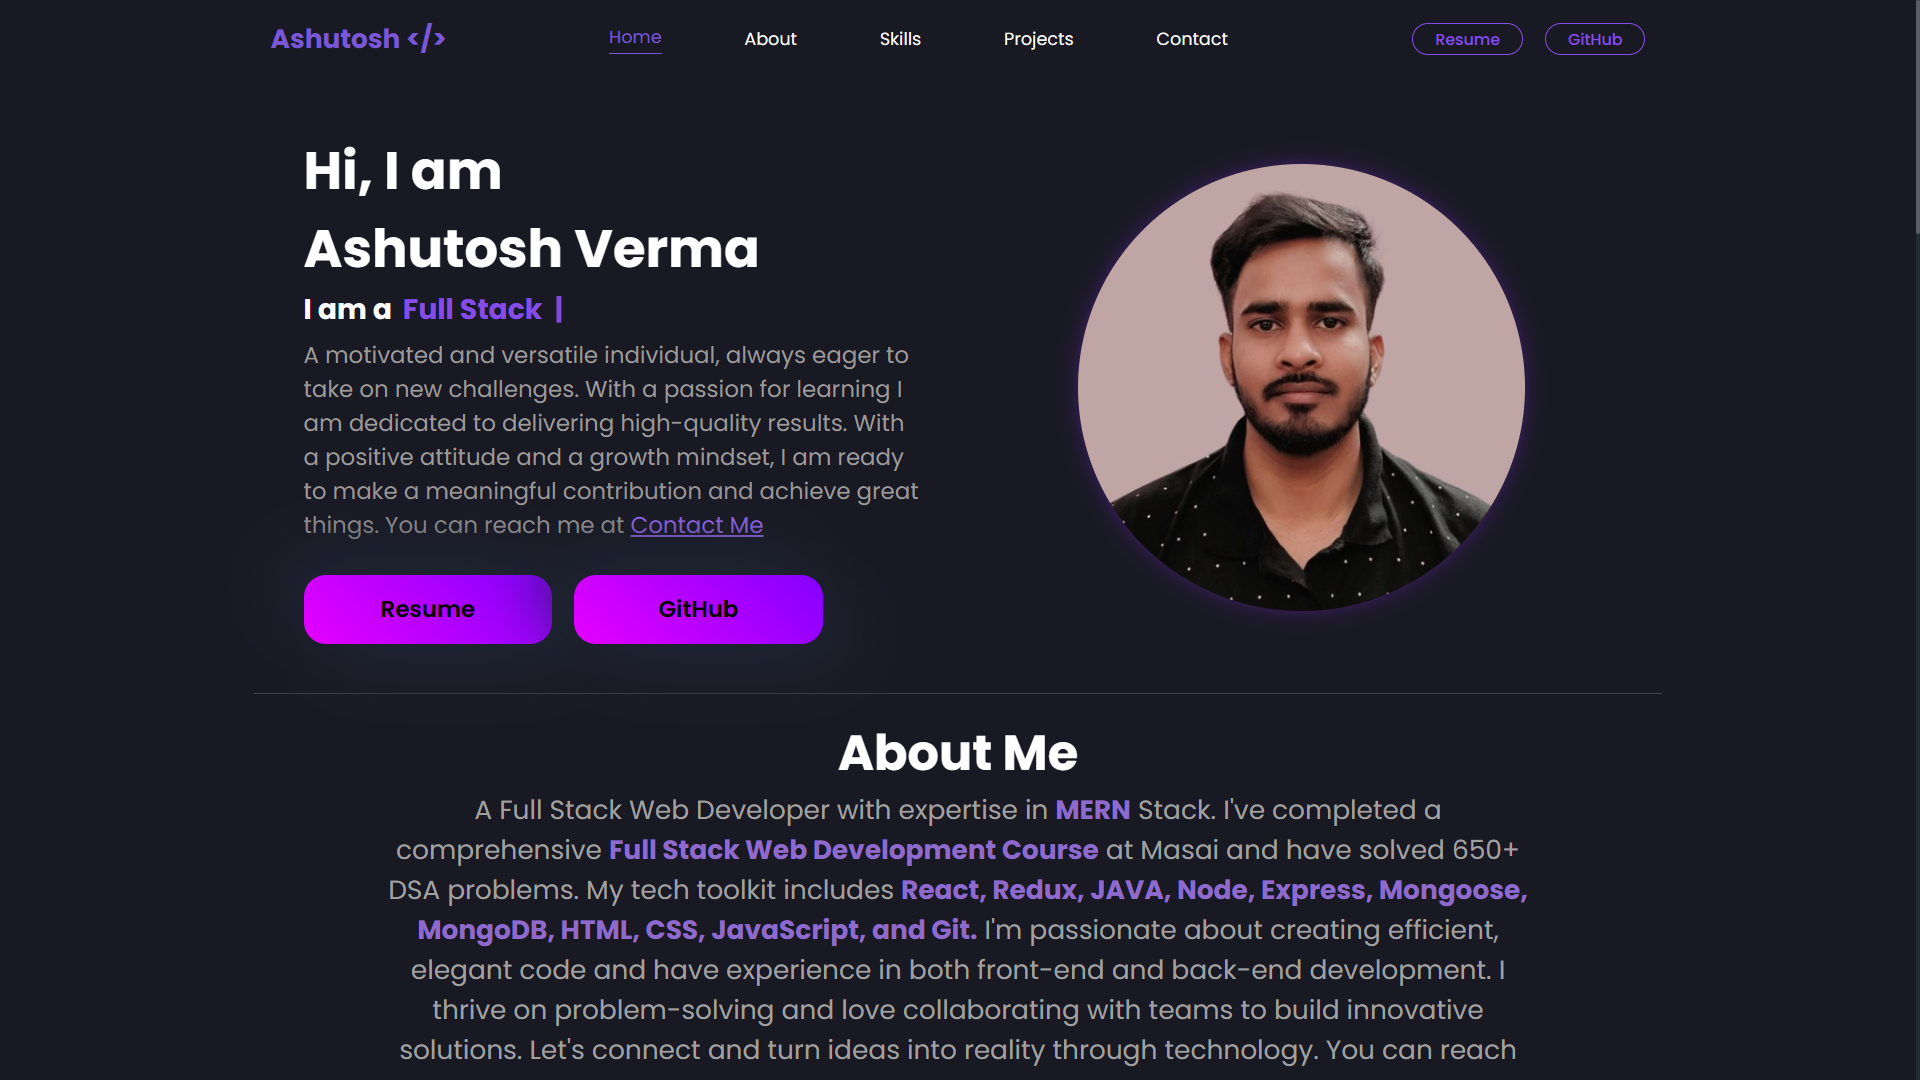 Ashutosh </>
Home
About
Skills
Projects
Contact
Resume
GitHub
Hi, I am
Ashutosh Verma
I am a Full Stack |
A motivated and versatile individual, always eager to
take on new challenges. With a passion for learning I
am dedicated to delivering high-quality results. With
a positive attitude and a growth mindset, I am ready
to make a meaningful contribution and achieve great
things. You can reach me at Contact Me
Resume
GitHub
About Me
A Full Stack Web Developer with expertise in MERN Stack. I've completed a
comprehensive Full Stack Web Development Course at Masai and have solved 650+
DSA problems. My tech toolkit includes React, Redux, JAVA, Node, Express, Mongoose,
MongoDB, HTML, CSS, JavaScript, and Git. I'm passionate about creating efficient,
elegant code and have experience in both front-end and back-end development. I
thrive on problem-solving and love collaborating with teams to build innovative
solutions. Let's connect and turn ideas into reality through technology. You can reach